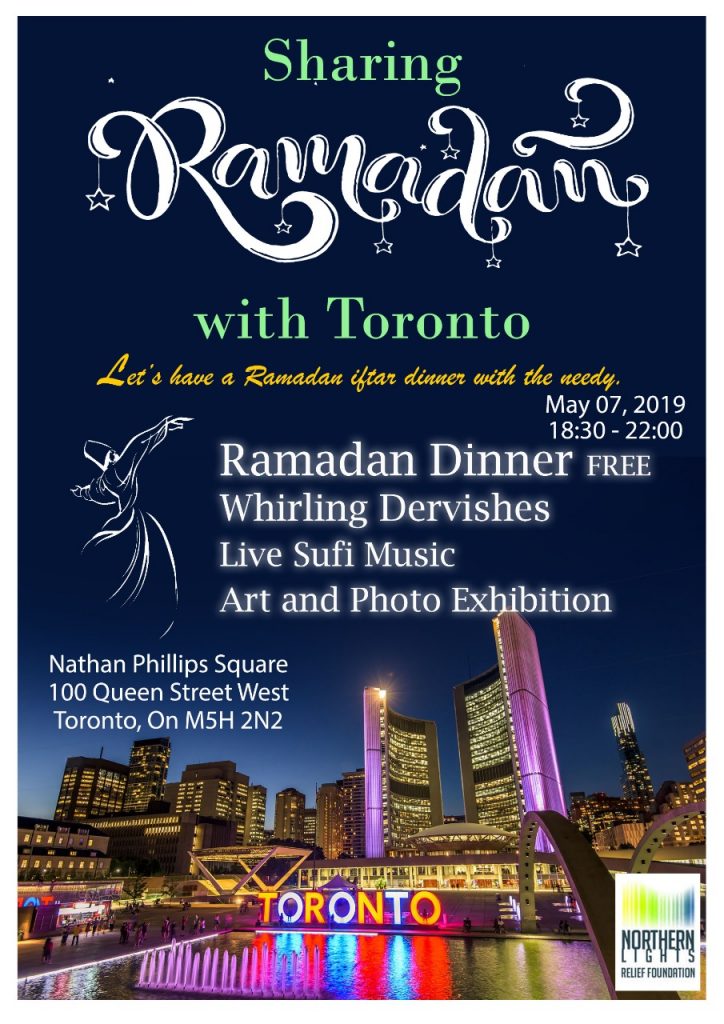 Sharing
Ramadan
with Toronto
Let's have a Ramadan iftar dinner with the needy.
May 07, 2019
18:30 - 22:00
Ramadan Dinner FREE
Whirling Dervishes
Live Sufi Music
Art and Photo Exhibition
Nathan Phillips Square
100 Queen Street West
Toronto, On M5H 2N2
TORONTO
NORTHERN
LIGHTS
RELIEF FOUNDATION